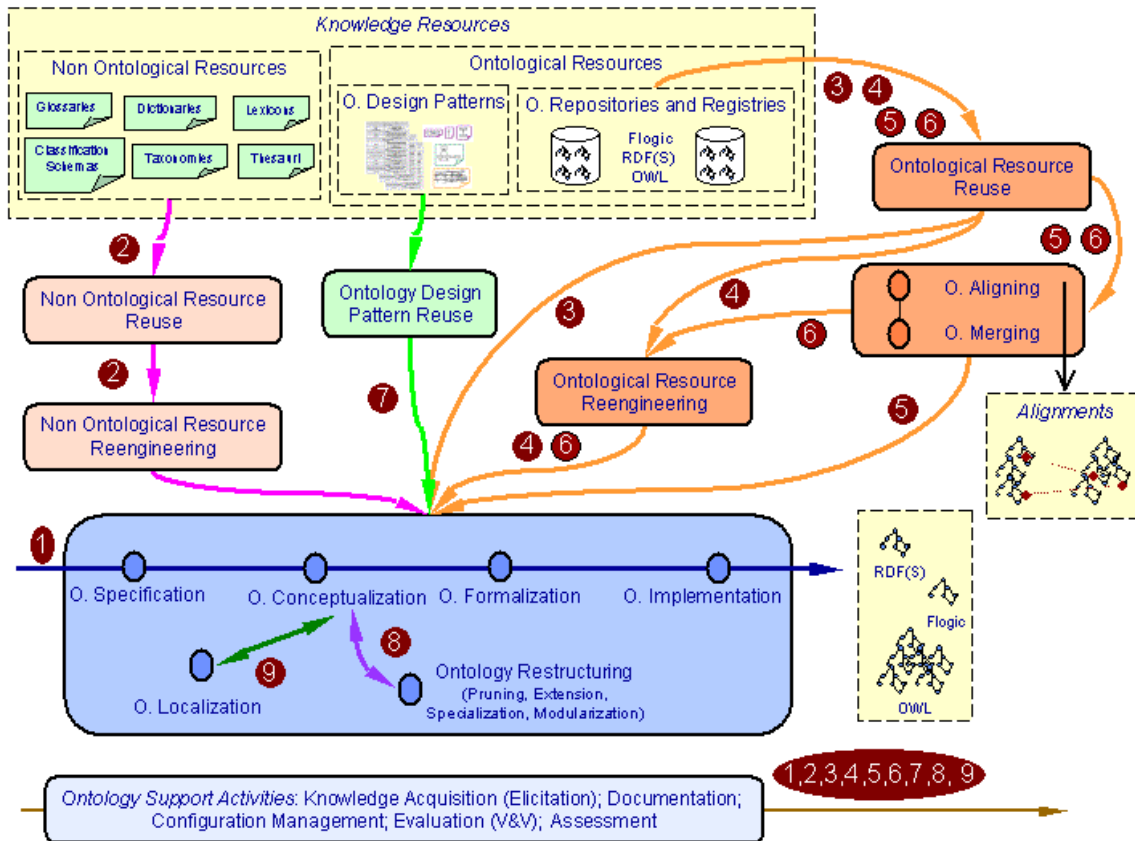 Knowledge Resources
Non Ontological Resources
Glossaries
Dictionaries
Lexicons
Classification
Schemas
Taxonomies
Thesauri
Ontological Resources
O. Design Patterns
O. Repositories and Registries
Flogic
RDF(S)
OWL
3 4
5 6
Ontological Resource
Reuse
5 6
2
Non Ontological Resource
Reuse
2
Non Ontological Resource
Reengineering
Ontology Design
Pattern Reuse
7
3
4
6
O. Aligning
O. Merging
Ontological Resource
Reengineering
4 6
5
Alignments
1
O. Specification
O. Conceptualization
O. Formalization
O. Implementation
9
8
O. Localization
Ontology Restructuring
(Pruning, Extension,
Specialization, Modularization)
RDF(S)
Flogic
OWL
1,2,3,4,5,6,7,8, 9
Ontology Support Activities: Knowledge Acquisition (Elicitation); Documentation;
Configuration Management; Evaluation (V&V); Assessment